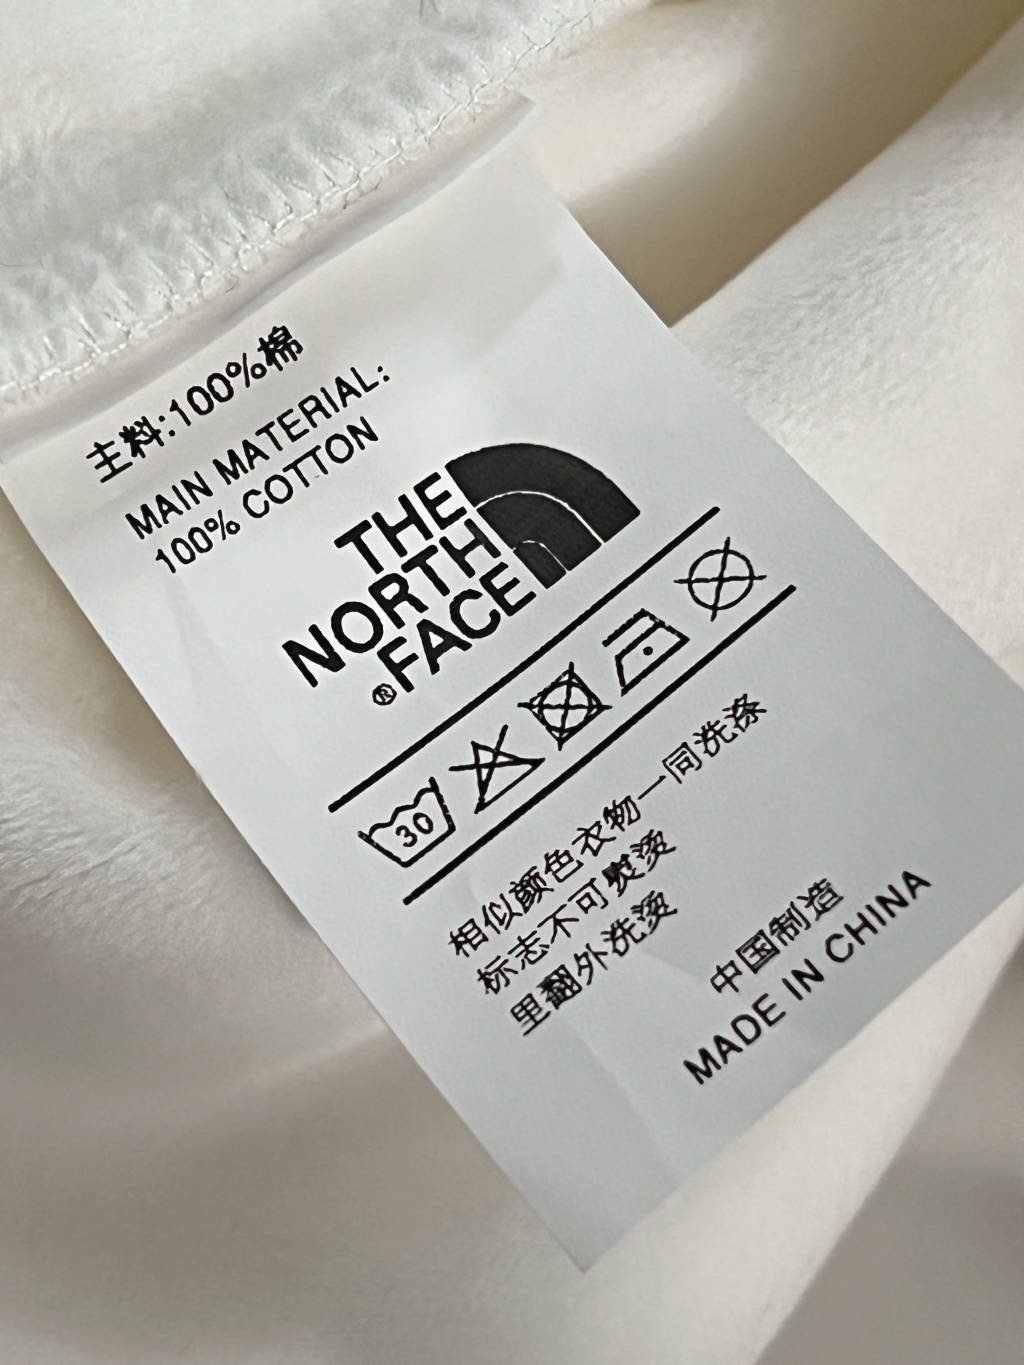 主料:100%棉
MAIN MATERIAL:
100% COTTON
THE
NORTH
®FACE
30
相似颜色衣物一同洗涤
标志不可熨烫
里翻外洗烫
中国制造
MADE IN CHINA